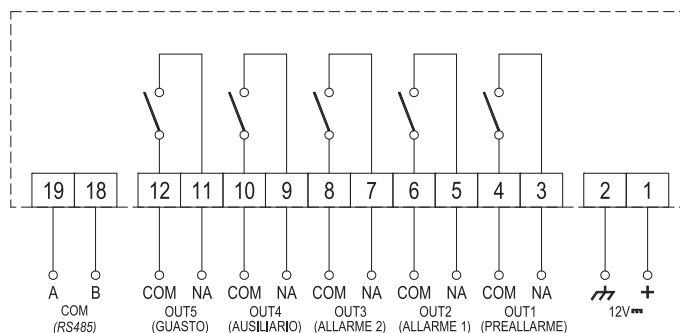 19 18 12 11 10 9 8 7 6 5 4 3 2 1
A B COM NA COM NA COM NA COM NA COM NA +
COM OUT5 OUT4 OUT3 OUT2 OUT1 12V
(RS485) (GUASTO) (AUSILIARIO) (ALLARME 2) (ALLARME 1) (PREALLARME)